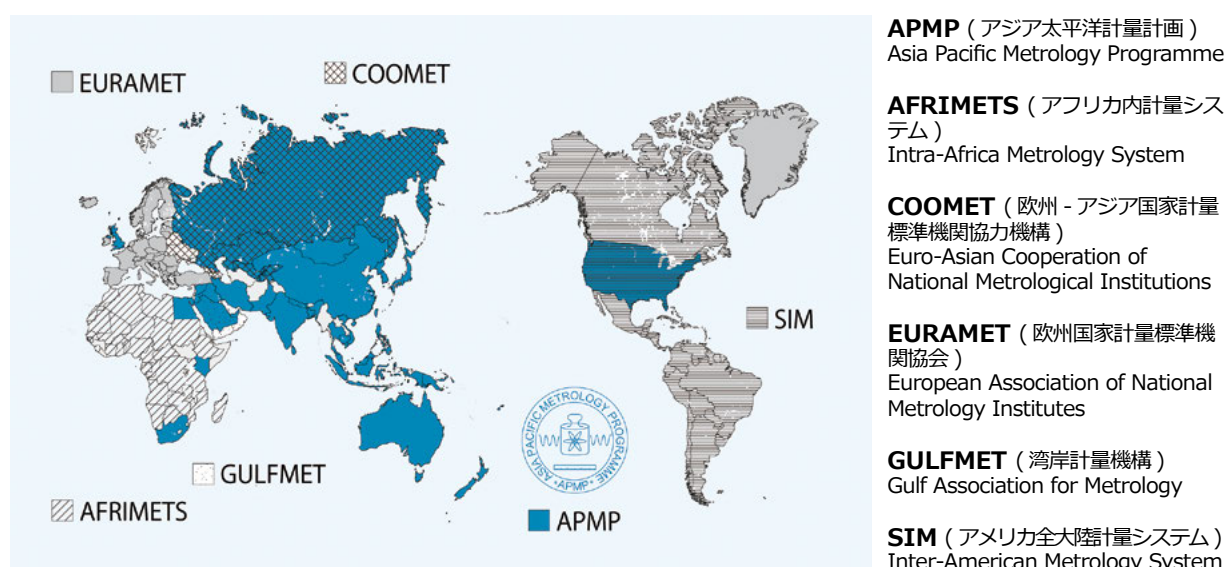 EURAMET
COOMET
SIM
GULFMET
AFRIMETS
APMP
ASIA PACIFIC METROLOGY PROGRAMME
・APMP・
APMP ( アジア太平洋計量計画 )
Asia Pacific Metrology Programme
AFRIMETS ( アフリカ内計量シス
テム )
Intra-Africa Metrology System
COOMET ( 欧州 - アジア国家計量
標準機関協力機構 )
Euro-Asian Cooperation of
National Metrological Institutions
EURAMET ( 欧州国家計量標準機
関協会 )
European Association of National
Metrology Institutes
GULFMET ( 湾岸計量機構 )
Gulf Association for Metrology
SIM ( アメリカ全大陸計量システム )
Inter-American Metrology System